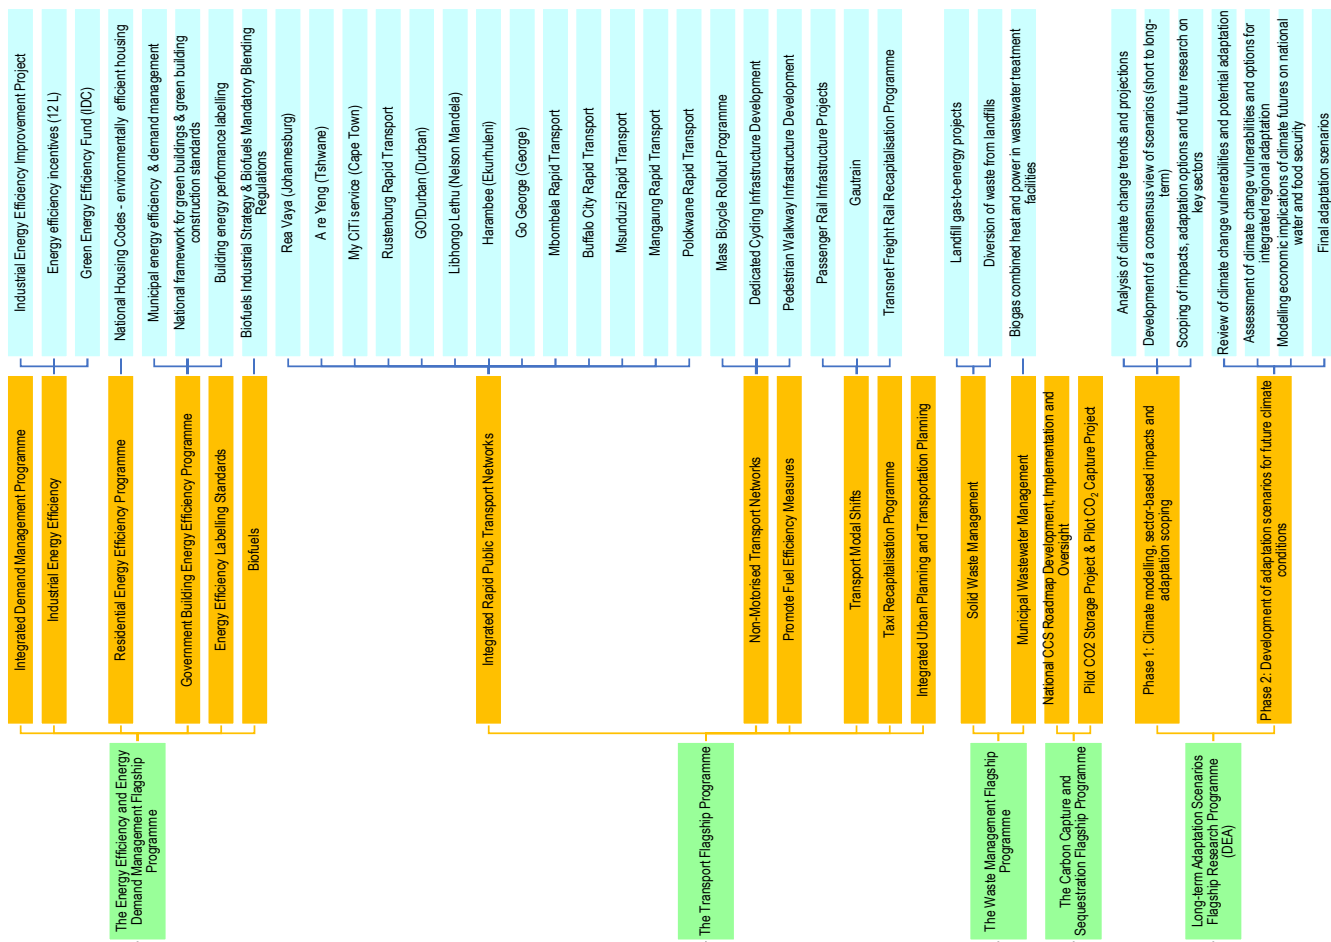 Industrial Energy Efficiency Improvement Project
Energy efficiency incentives (12 L)
Green Energy Efficiency Fund (IDC)
National Housing Codes - environmentally efficient housing
Municipal energy efficiency & demand management
National framework for green buildings & green building
construction standards
Building energy performance labelling
Biofuels Industrial Strategy & Biofuels Mandatory Blending
Regulations
Rea Vaya (Johannesburg)
A re Yeng (Tshwane)
My CiTi service (Cape Town)
Rustenburg Rapid Transport
GO!Durban (Durban)
Libhongo Lethu (Nelson Mandela)
Harambee (Ekurhuleni)
Go George (George)
Mbombela Rapid Transport
Buffalo City Rapid Transport
Msunduzi Rapid Transport
Mangaung Rapid Transport
Polokwane Rapid Transport
Mass Bicycle Rollout Programme
Dedicated Cycling Infrastructure Development
Pedestrian Walkway Infrastructure Development
Passenger Rail Infrastructure Projects
Gautrain
Transnet Freight Rail Recapitalisation Programme
Landfill gas-to-energy projects
Diversion of waste from landfills
Biogas combined heat and power in wastewater treatment
facilities
Analysis of climate change trends and projections
Development of a consensus view of scenarios (short to long-
term)
Scoping of impacts, adaptation options and future research on
key sectors
Review of climate change vulnerabilities and potential adaptation
Assessment of climate change vulnerabilities and options for
integrated regional adaptation
Modelling economic implications of climate futures on national
water and food security
Final adaptation scenarios
Integrated Demand Management Programme
Industrial Energy Efficiency
Residential Energy Efficiency Programme
Government Building Energy Efficiency Programme
Energy Efficiency Labelling Standards
Biofuels
Integrated Rapid Public Transport Networks
Non-Motorised Transport Networks
Promote Fuel Efficiency Measures
Transport Modal Shifts
Taxi Recapitalisation Programme
Integrated Urban Planning and Transportation Planning
Solid Waste Management
Municipal Wastewater Management
National CCS Roadmap Development, Implementation and
Oversight
Pilot CO2 Storage Project & Pilot CO₂ Capture Project
Phase 1: Climate modelling, sector-based impacts and
adaptation scoping
Phase 2: Development of adaptation scenarios for future climate
conditions
The Energy Efficiency and Energy
Demand Management Flagship
Programme
The Transport Flagship Programme
The Waste Management Flagship
Programme
The Carbon Capture and
Sequestration Flagship Programme
Long-term Adaptation Scenarios
Flagship Research Programme
(DEA)